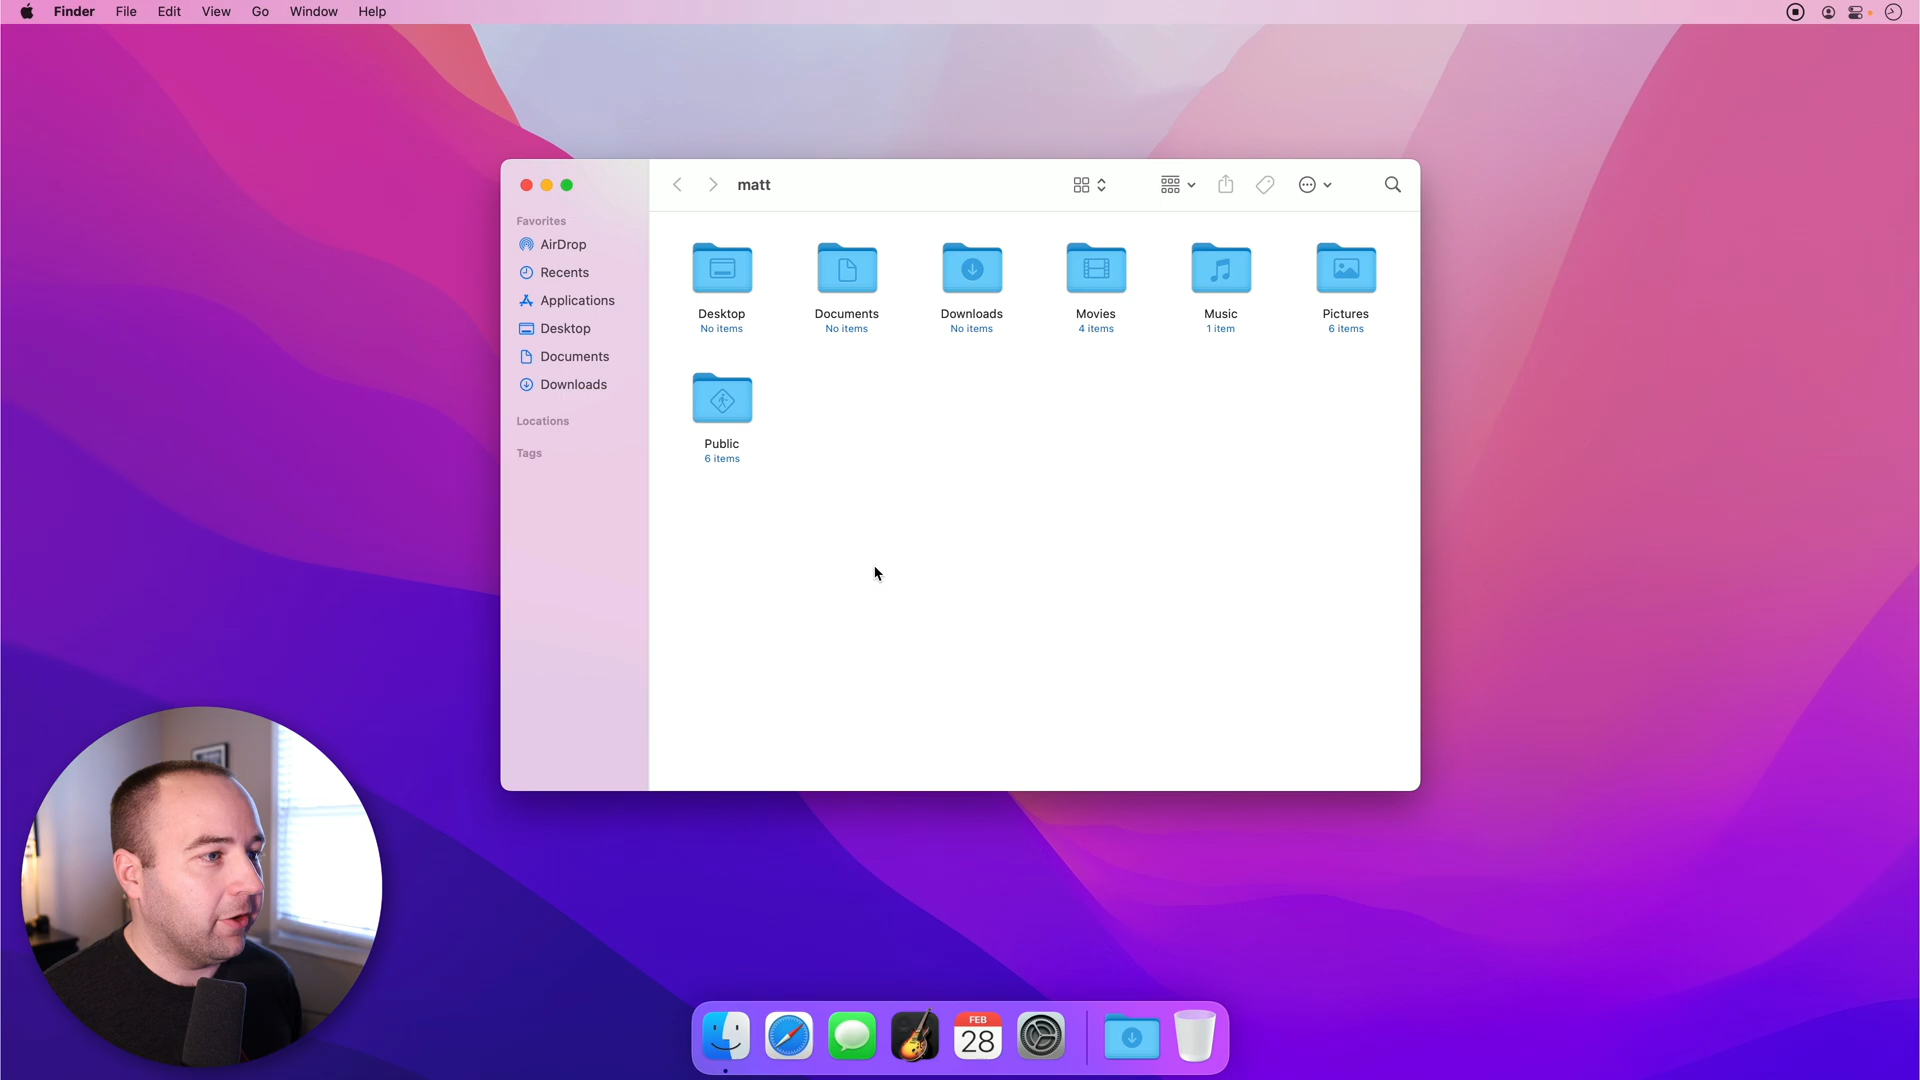 Finder File Edit View Go Window Help
matt
Favorites
AirDrop
Recents
Applications
Desktop
Documents
Downloads
Locations
Tags
Desktop Documents Downloads Movies Music Pictures
No items No items No items 4 items 1 item 6 items
Public
6 items
FEB
28